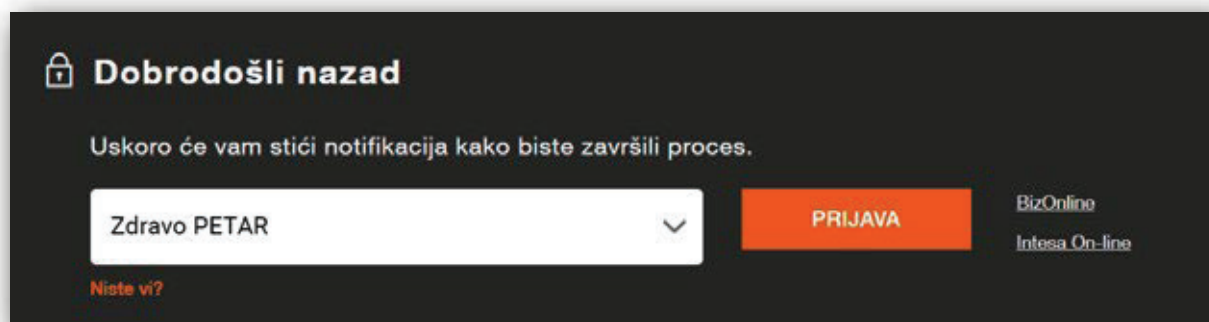 Dobrodošli nazad
Uskoro će vam stići notifikacija kako biste završili proces.
Zdravo PETAR
PRIJAVA
BizOnline
Intesa On-line
Niste vi?